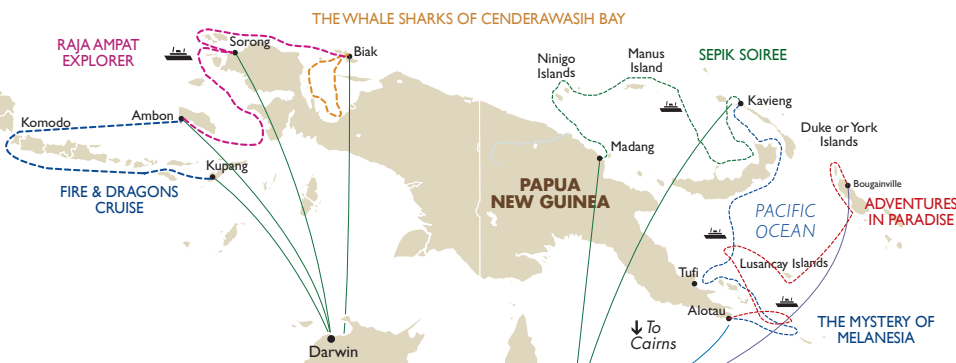 THE WHALE SHARKS OF CENDERAWASIH BAY
RAJA AMPAT
EXPLORER
Sorong
Biak
Ninigo
Islands
Manus
Island
SEPIK SOIREE
Kavieng
Komodo
Ambon
Duke or York
Islands
Madang
Kupang
FIRE & DRAGONS
CRUISE
PAPUA
NEW GUINEA
Bougainville
ADVENTURES
IN PARADISE
PACIFIC
OCEAN
Lusancay Islands
Tufi
Alotau
THE MYSTERY OF
MELANESIA
To
Cairns
Darwin